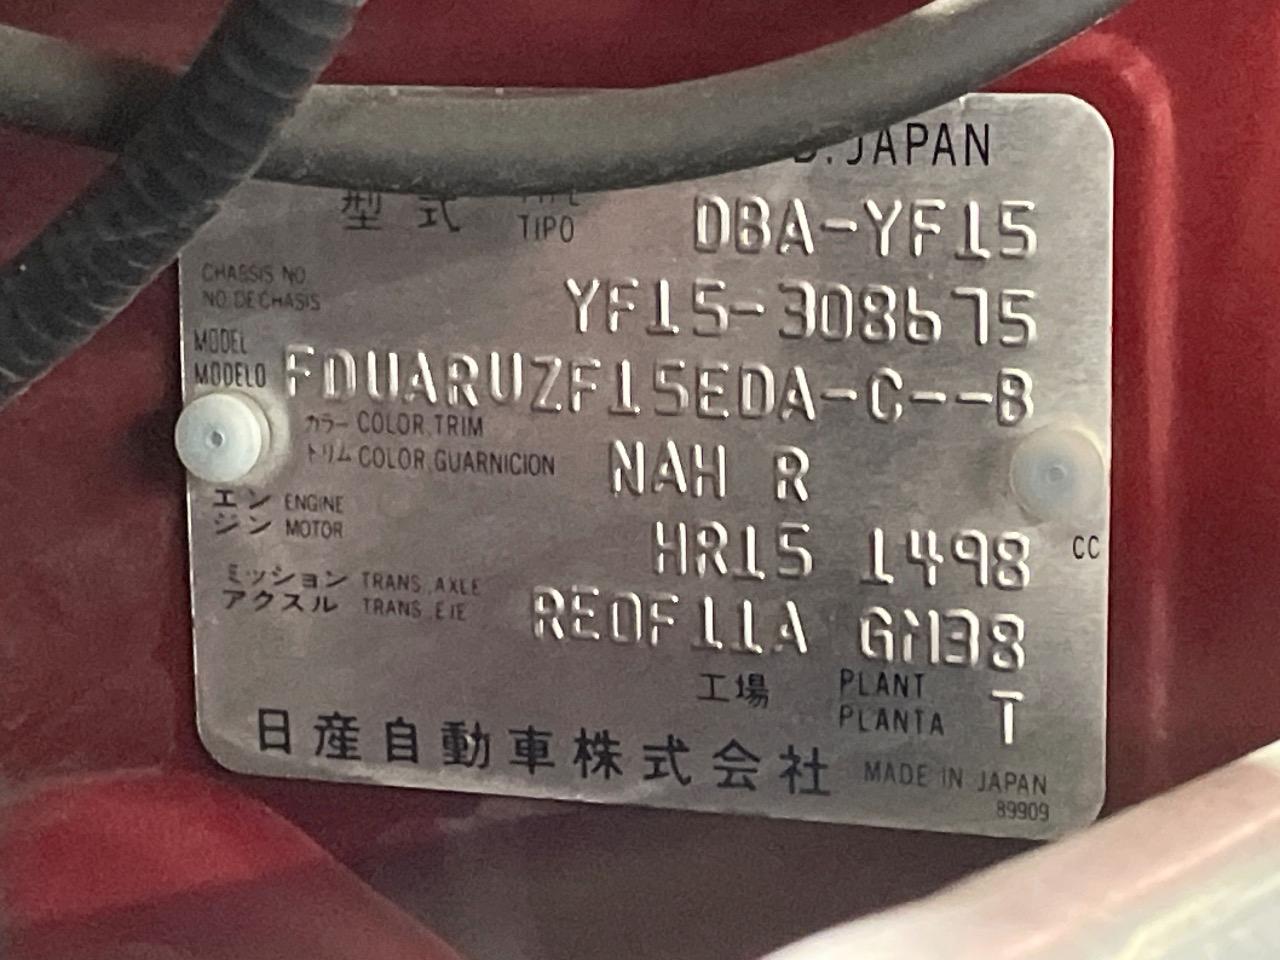 D. JAPAN
型 式 TYPE
TIPO DBA-YF15
CHASSIS NO.
NO. DE CHASIS YF15-308675
MODEL
MODELO FDUARUZF15EDA-C--B
カラー COLOR, TRIM
トリム COLOR, GUARNICION NAH R
エン ENGINE
ジン MOTOR HR15 1498 CC
ミッション TRANS., AXLE
アクスル TRANS., EJE RE0F11A GM38
工場 PLANT
PLANTA T
日産自動車株式会社 MADE IN JAPAN
89909